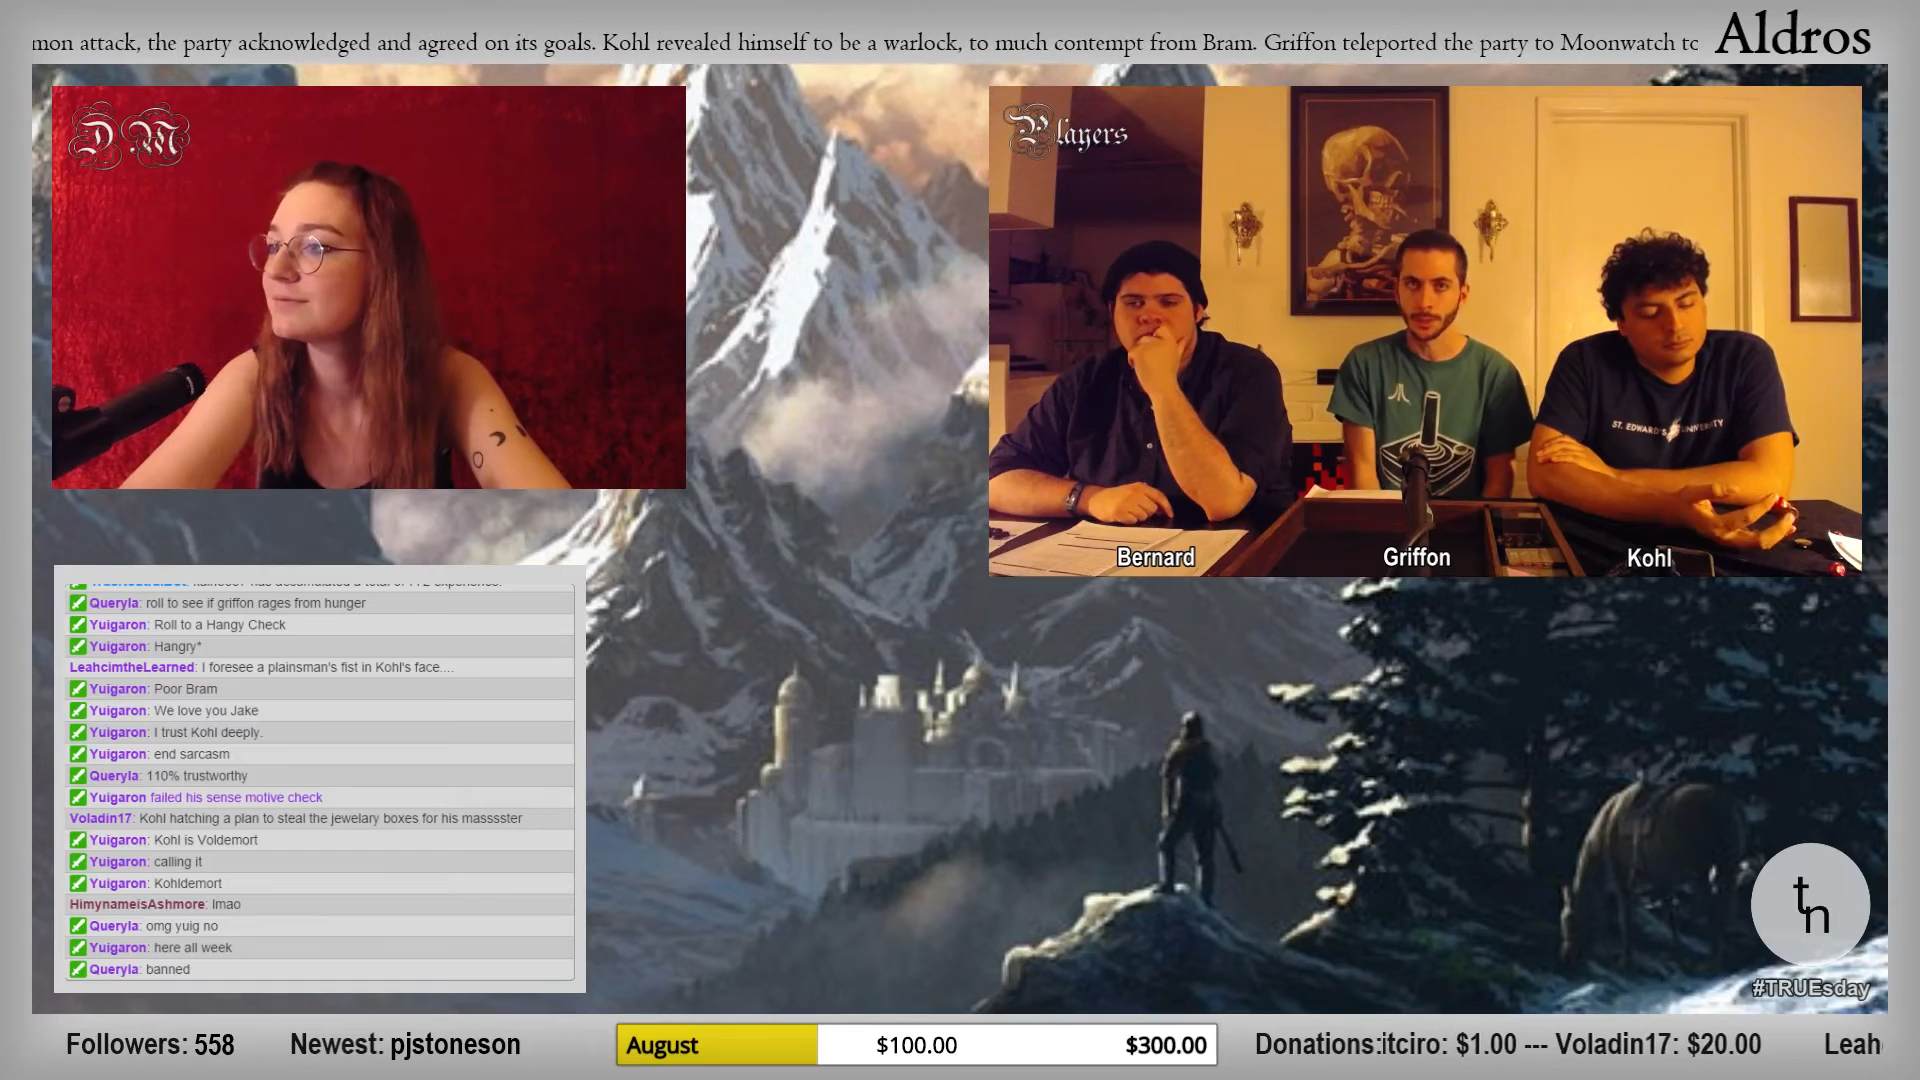 mon attack, the party acknowledged and agreed on its goals. Kohl revealed himself to be a warlock, to much contempt from Bram. Griffon teleported the party to Moonwatch to
Aldros
DM
Players
ST. EDWARD'S UNIVERSITY
Bernard
Griffon
Kohl
Queryla: roll to see if griffon rages from hunger
Yuigaron: Roll to a Hangy Check
Yuigaron: Hangry*
LeahcimtheLearned: I foresee a plainsman's fist in Kohl's face....
Yuigaron: Poor Bram
Yuigaron: We love you Jake
Yuigaron: I trust Kohl deeply.
Yuigaron: end sarcasm
Queryla: 110% trustworthy
Yuigaron failed his sense motive check
Voladin17: Kohl hatching a plan to steal the jewelary boxes for his masssster
Yuigaron: Kohl is Voldemort
Yuigaron: calling it
Yuigaron: Kohldemort
HimynameisAshmore: lmao
Queryla: omg yuig no
Yuigaron: here all week
Queryla: banned
tn
#TRUEsday
Followers: 558
Newest: pjstoneson
August $100.00 $300.00
Donations: itciro: $1.00 --- Voladin17: $20.00 Leah